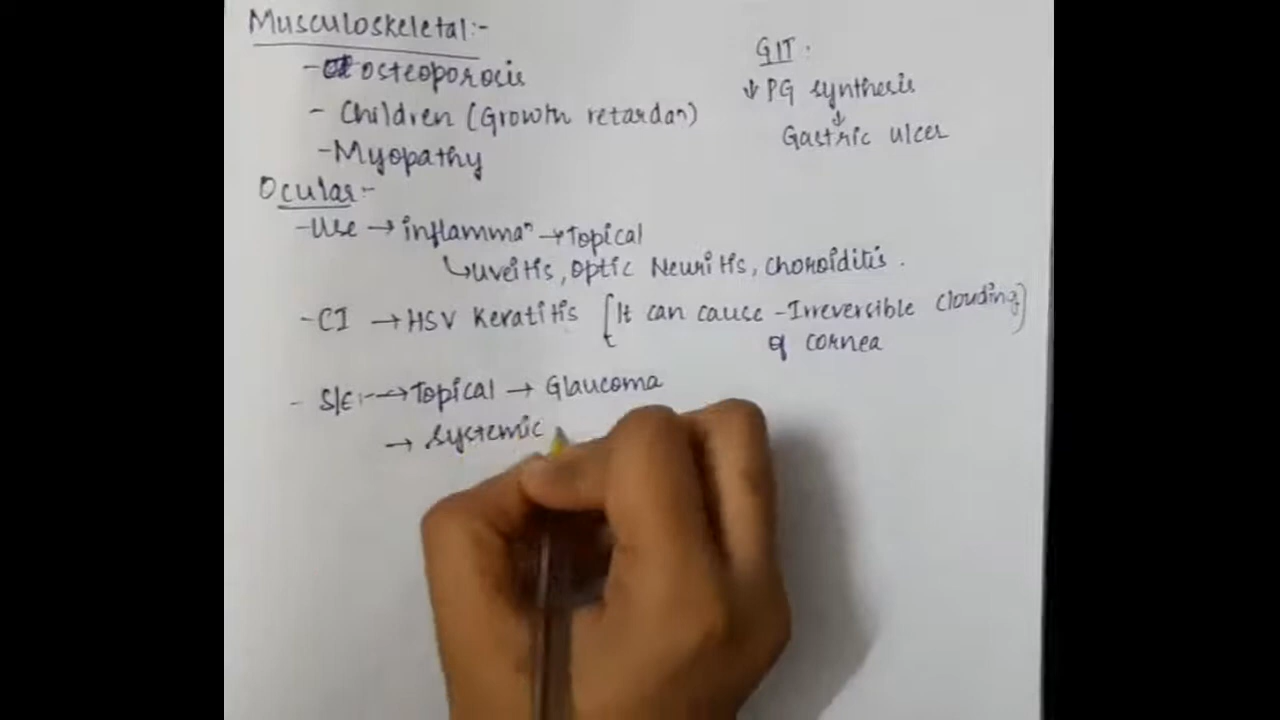 Musculoskeletal:-
- osteoporosis
- Children (Growth retardaⁿ)
- Myopathy
GIT:
↓ PG synthesis
↓
Gastric ulcer
Ocular:-
- Use → inflammaⁿ → Topical
↳ uveitis, optic Neuritis, choroiditis.
- CI → HSV Keratitis [It can cause - Irreversible clouding]
of cornea
- S/E:- → Topical → Glaucoma
→ Systemic